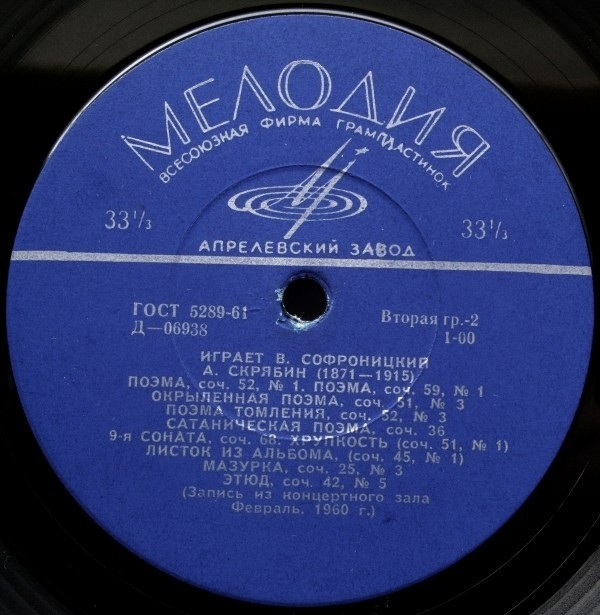 МЕЛОДИЯ
ВСЕСОЮЗНАЯ ФИРМА ГРАМПЛАСТИНОК
33⅓ 33⅓
АПРЕЛЕВСКИЙ ЗАВОД
ГОСТ 5289-61 Вторая гр.-2
Д—06938 1-00
ИГРАЕТ В. СОФРОНИЦКИЙ
А. СКРЯБИН (1871—1915)
ПОЭМА, соч. 52, № 1. ПОЭМА, соч. 59, № 1
ОКРЫЛЕННАЯ ПОЭМА, соч. 51, № 3
ПОЭМА ТОМЛЕНИЯ, соч. 52, № 3
САТАНИЧЕСКАЯ ПОЭМА, соч. 36
9-я СОНАТА, соч. 68. ХРУПКОСТЬ (соч. 51, № 1)
ЛИСТОК ИЗ АЛЬБОМА, (соч. 45, № 1)
МАЗУРКА, соч. 25, № 3
ЭТЮД, соч. 42, № 5
(Запись из концертного зала
Февраль. 1960 г.)